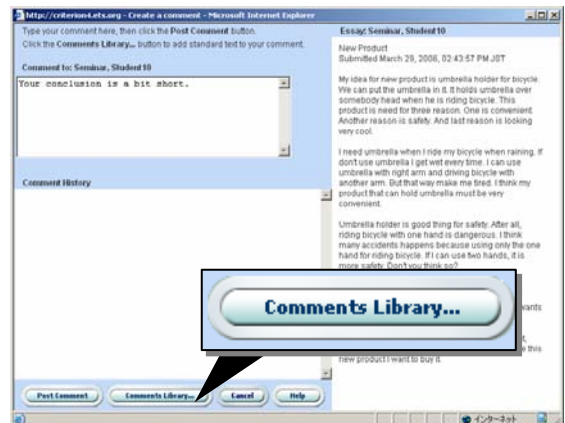 http://criterion4.ets.org - Create a comment - Microsoft Internet Explorer
Type your comment here, then click the Post Comment button.
Click the Comments Library... button to add standard text to your comment.
Comment to: Seminar, Student10
Your conclusion is a bit short.
Comment History
Post Comment
Comments Library...
Cancel
Help
Comments Library...
Essay: Seminar, Student10
New Product
Submitted March 29, 2006, 02:43:57 PM JST
My idea for new product is umbrella holder for bicycle.
We can put the umbrella in it. It holds umbrella over
somebody head when he is riding bicycle. This
product is need for three reason. One is convenient.
Another reason is safety. And last reason is looking
very cool.
I need umbrella when I ride my bicycle when raining. If
don't use umbrella I get wet every time. I can use
umbrella with right arm and driving bicycle with
another arm. But that way make me tired. I think my
product that can hold umbrella must be very
convenient.
Umbrella holder is good thing for safety. After all,
riding bicycle with one hand is dangerous. I think
many accidents happens because using only the one
hand for riding bicycle. If I can use two hands, it is
more safety. Don't you think so?
wants
this
new product I want to buy it.
インターネット